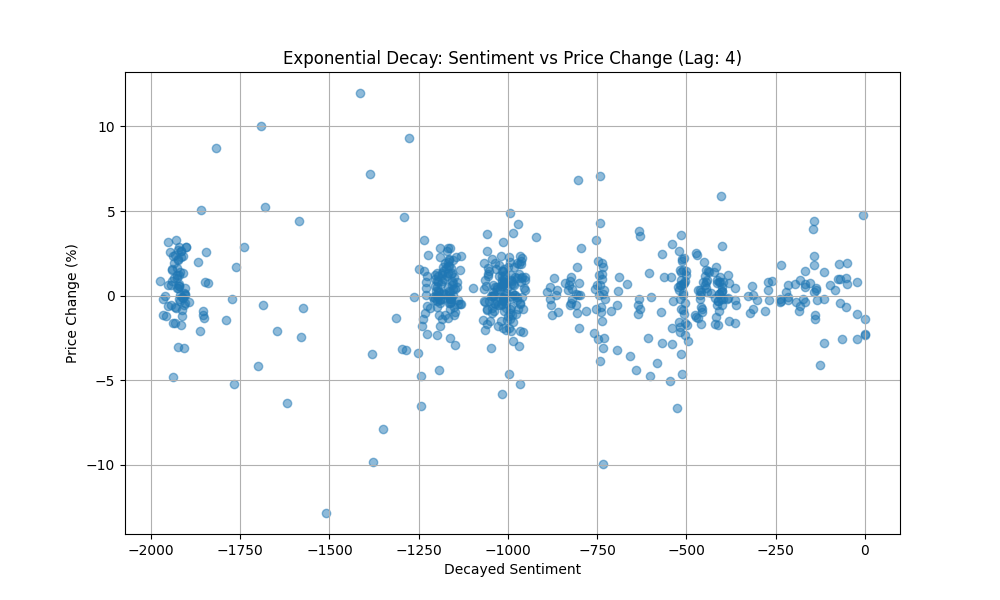 Exponential Decay: Sentiment vs Price Change (Lag: 4)
Price Change (%)
10
5
0
−5
−10
−2000 −1750 −1500 −1250 −1000 −750 −500 −250 0
Decayed Sentiment